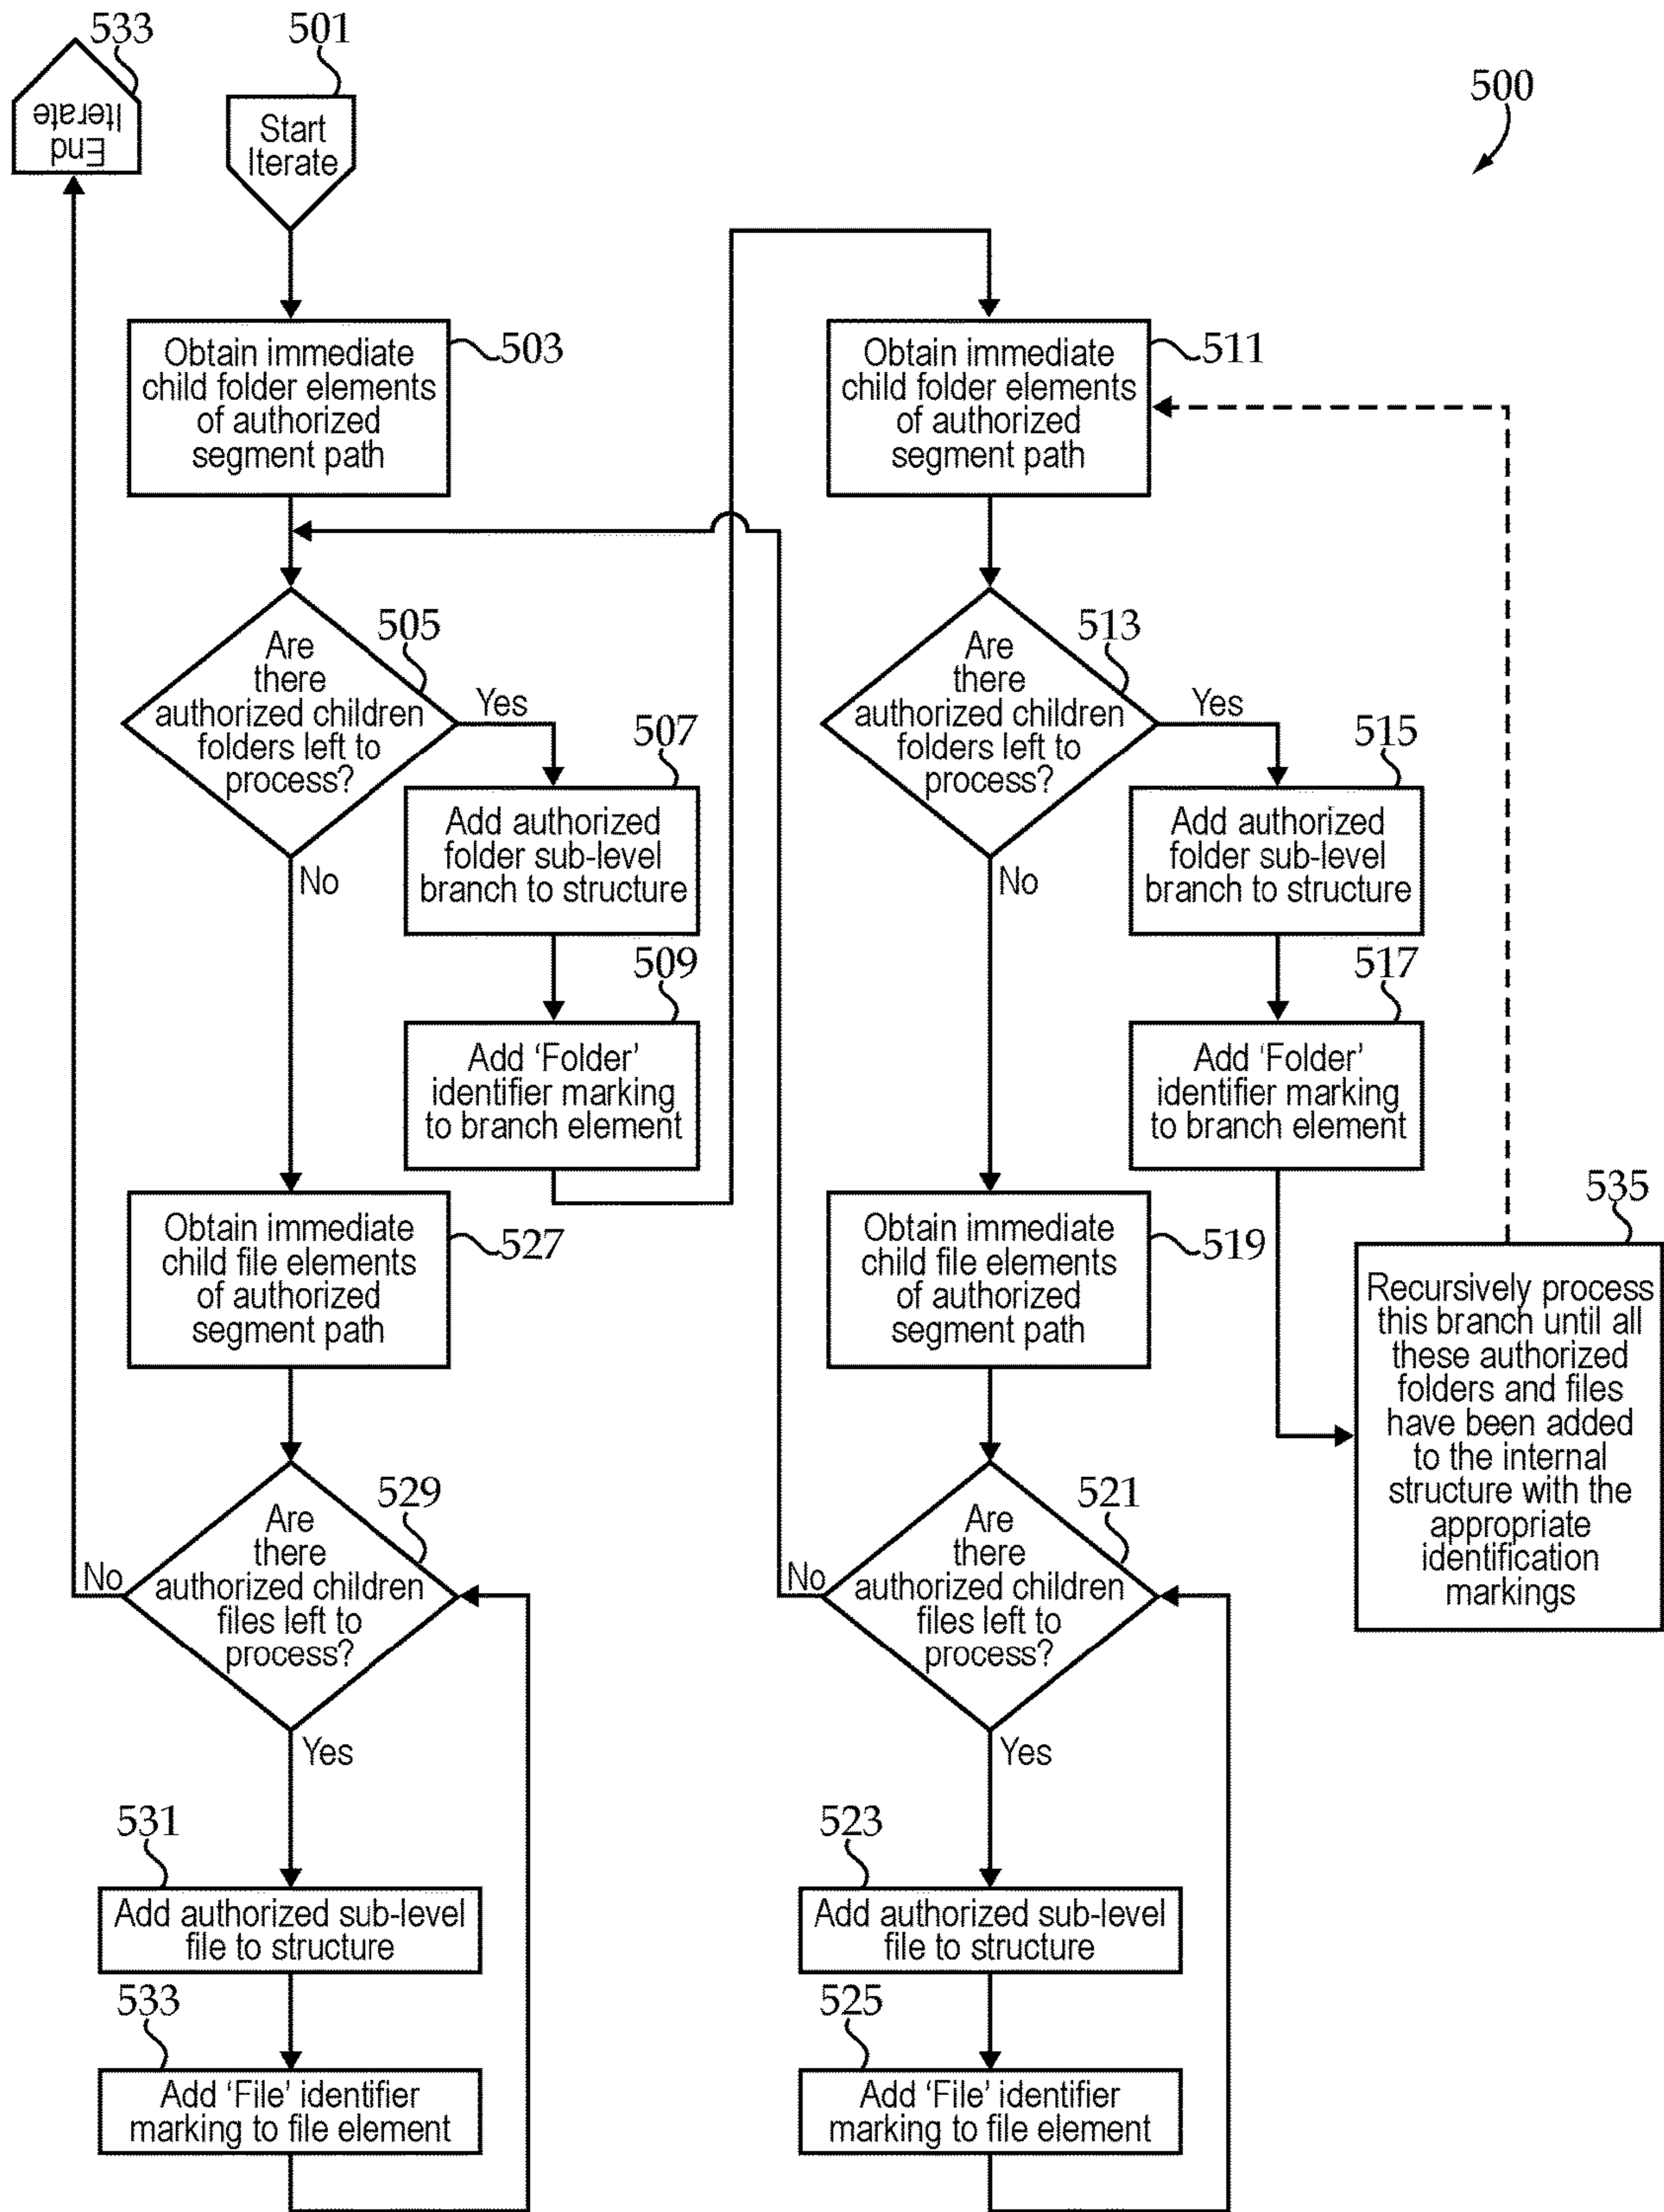 533
501
500
End
Iterate
Start
Iterate
Obtain immediate
child folder elements
of authorized
segment path
503
Obtain immediate
child folder elements
of authorized
segment path
511
Are
there
authorized children
folders left to
process?
505
Yes
No
507
Add authorized
folder sub-level
branch to structure
509
Add ‘Folder’
identifier marking
to branch element
Are
there
authorized children
folders left to
process?
513
Yes
No
515
Add authorized
folder sub-level
branch to structure
517
Add ‘Folder’
identifier marking
to branch element
535
Recursively process
this branch until all
these authorized
folders and files
have been added
to the internal
structure with the
appropriate
identification
markings
Obtain immediate
child file elements
of authorized
segment path
527
Obtain immediate
child file elements
of authorized
segment path
519
529
Are
there
authorized children
files left to
process?
No
Yes
521
Are
there
authorized children
files left to
process?
No
Yes
531
Add authorized sub-level
file to structure
533
Add ‘File’ identifier
marking to file element
523
Add authorized sub-level
file to structure
525
Add ‘File’ identifier
marking to file element